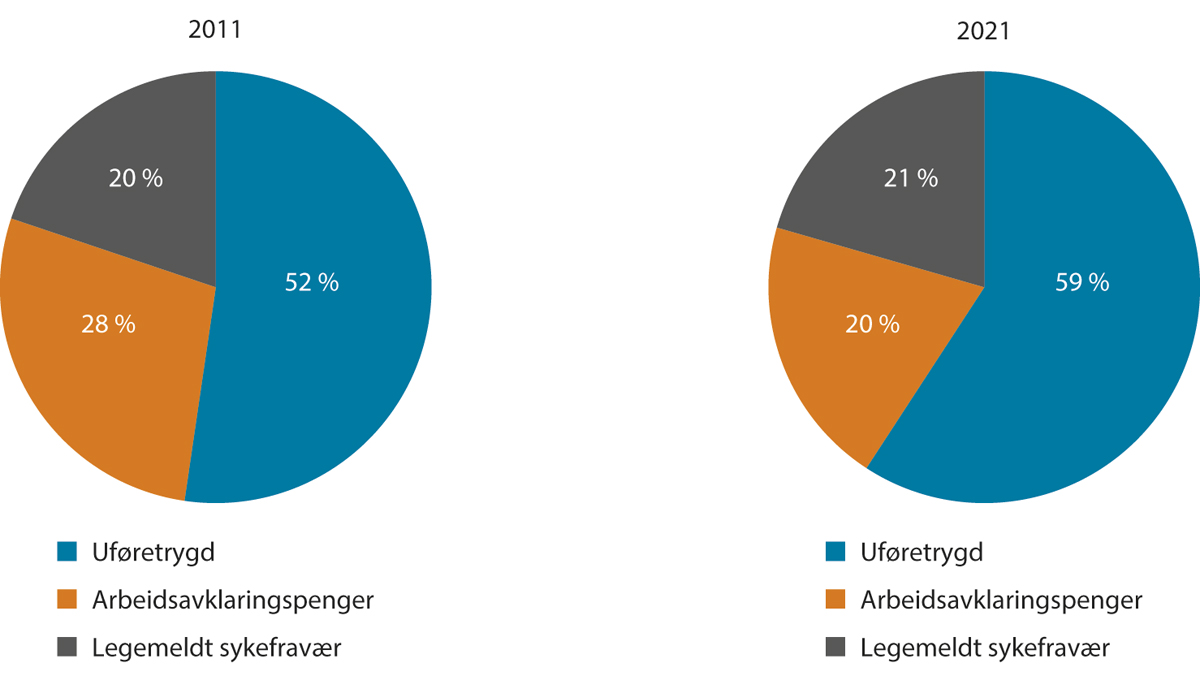 2011
20 %
52 %
28 %
Uføretrygd
Arbeidsavklaringspenger
Legemeldt sykefravær
2021
21 %
59 %
20 %
Uføretrygd
Arbeidsavklaringspenger
Legemeldt sykefravær